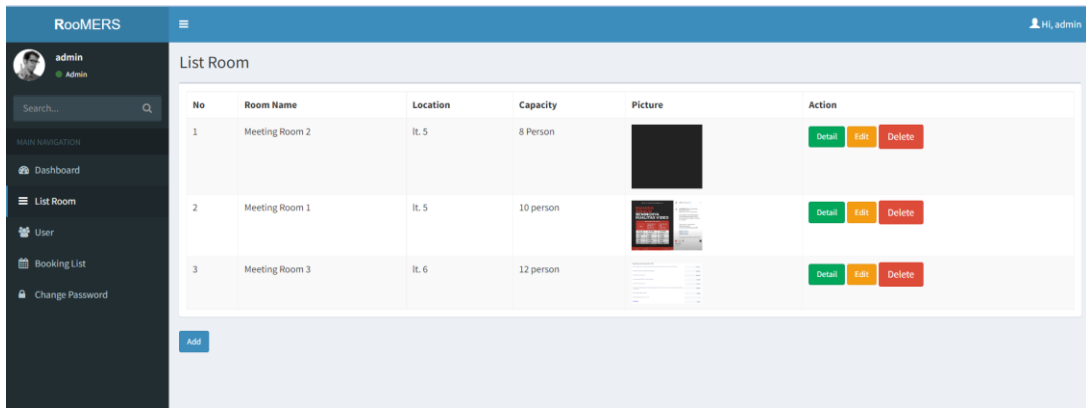 RooMERS
Hi, admin
admin
Admin
Search...
MAIN NAVIGATION
Dashboard
List Room
User
Booking List
Change Password
List Room
No Room Name Location Capacity Picture Action
1 Meeting Room 2 lt. 5 8 Person Detail Edit Delete
2 Meeting Room 1 lt. 5 10 person Detail Edit Delete
3 Meeting Room 3 lt. 6 12 person Detail Edit Delete
Add